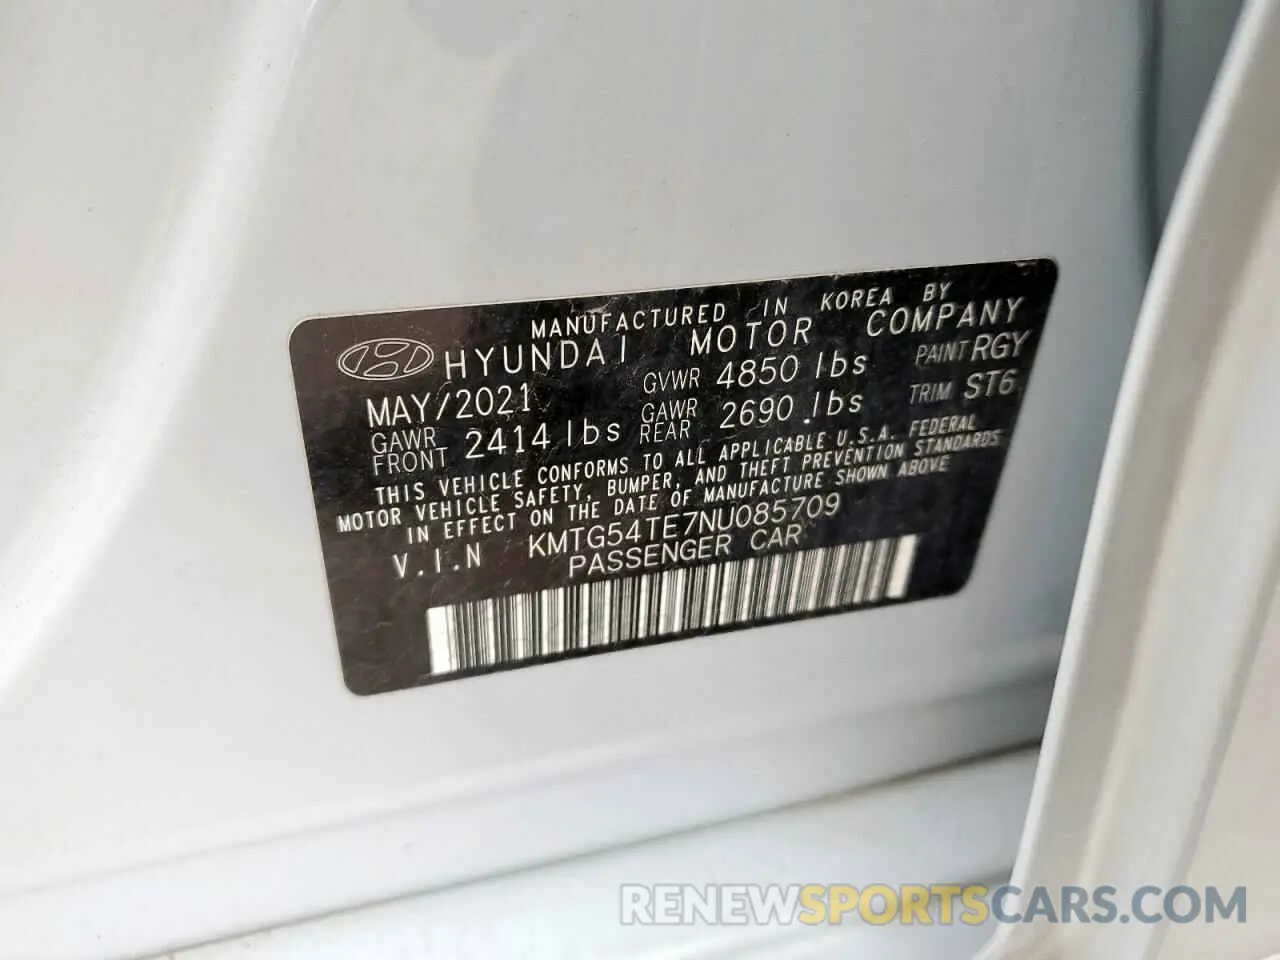 MANUFACTURED IN KOREA BY
HYUNDAI MOTOR COMPANY
MAY/2021 GVWR 4850 lbs PAINT RGY
GAWR FRONT 2414 lbs GAWR REAR 2690 lbs TRIM ST6
THIS VEHICLE CONFORMS TO ALL APPLICABLE U.S.A. FEDERAL
MOTOR VEHICLE SAFETY, BUMPER, AND THEFT PREVENTION STANDARDS
IN EFFECT ON THE DATE OF MANUFACTURE SHOWN ABOVE
V.I.N KMTG54TE7NU085709
PASSENGER CAR
RENEWSPORTSCARS.COM